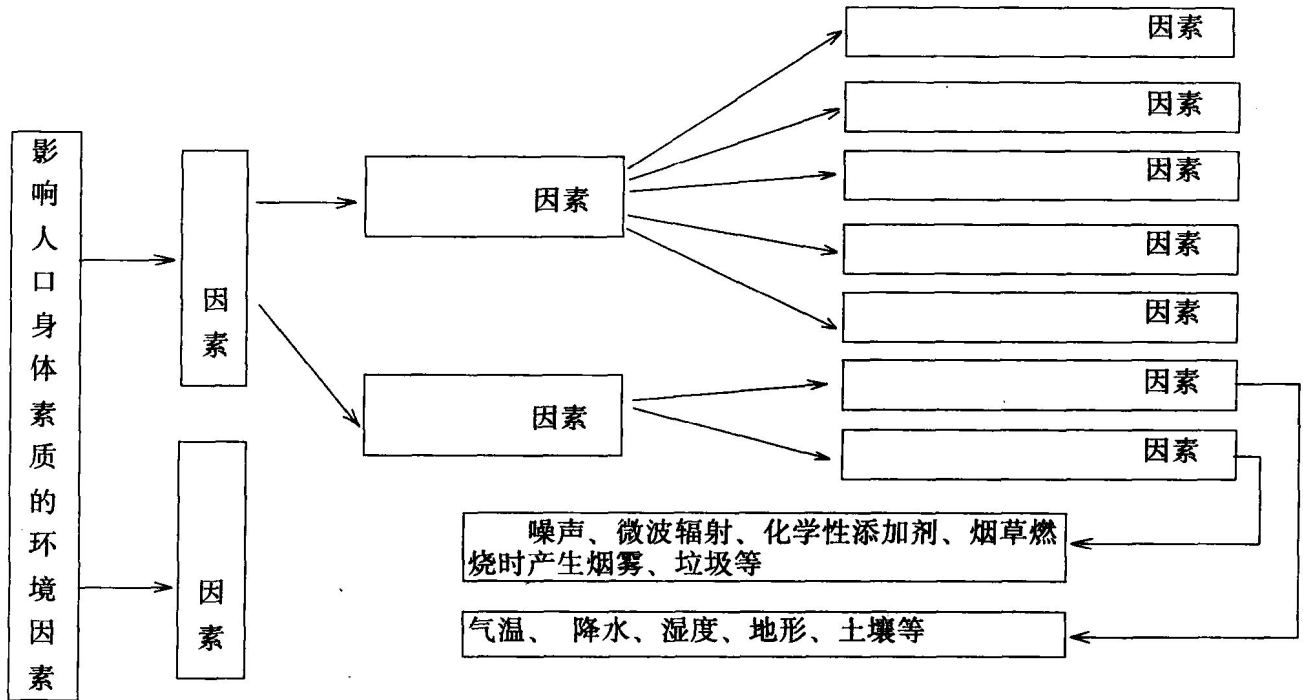 影响人口身体素质的环境因素
因素
因素
因素
因素
因素
因素
因素
因素
因素
因素
因素
噪声、微波辐射、化学性添加剂、烟草燃
烧时产生烟雾、垃圾等
气温、 降水、湿度、地形、土壤等